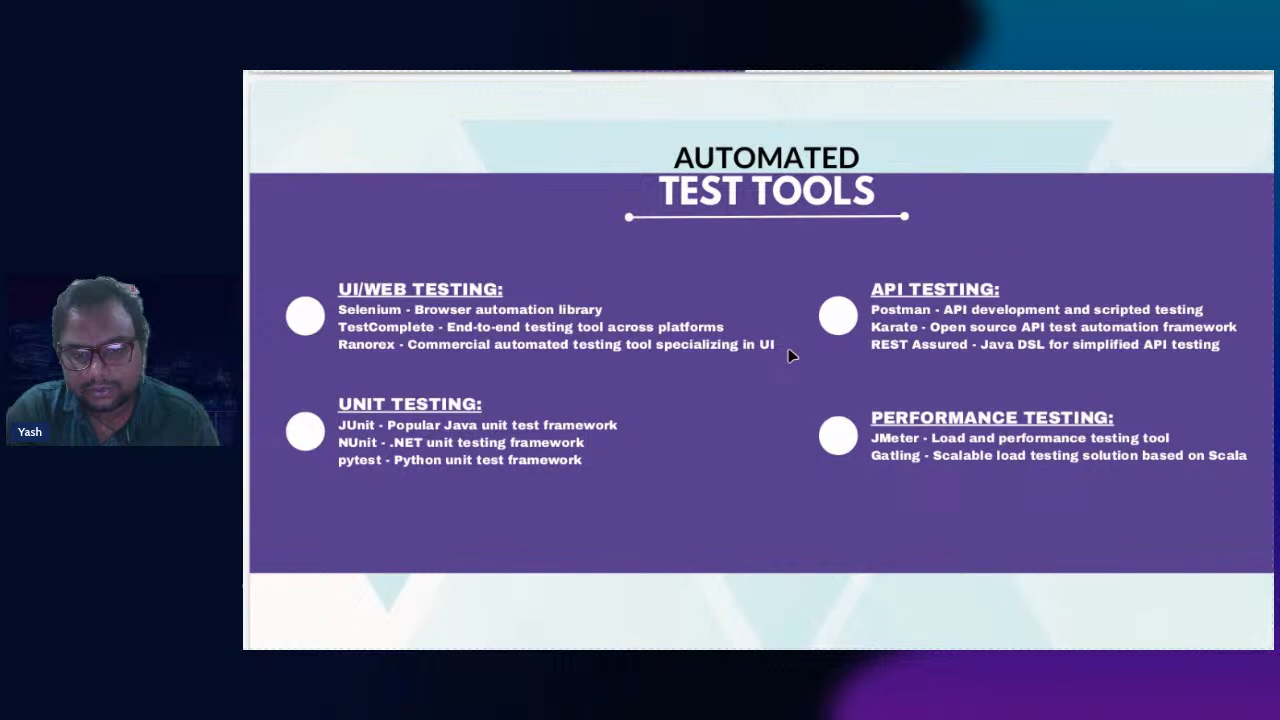 AUTOMATED
TEST TOOLS
UI/WEB TESTING:
Selenium - Browser automation library
TestComplete - End-to-end testing tool across platforms
Ranorex - Commercial automated testing tool specializing in UI
UNIT TESTING:
JUnit - Popular Java unit test framework
NUnit - .NET unit testing framework
pytest - Python unit test framework
API TESTING:
Postman - API development and scripted testing
Karate - Open source API test automation framework
REST Assured - Java DSL for simplified API testing
PERFORMANCE TESTING:
JMeter - Load and performance testing tool
Gatling - Scalable load testing solution based on Scala
Yash